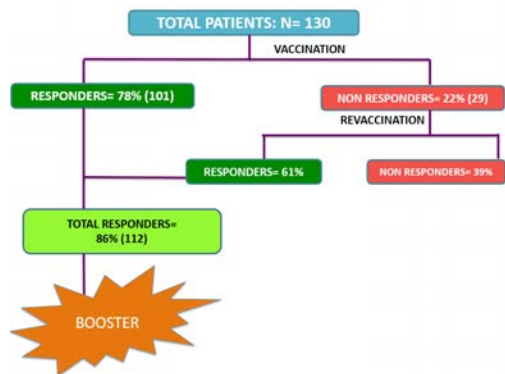 TOTAL PATIENTS: N= 130
VACCINATION
RESPONDERS= 78% (101)
NON RESPONDERS= 22% (29)
REVACCINATION
RESPONDERS= 61%
NON RESPONDERS= 39%
TOTAL RESPONDERS=
86% (112)
BOOSTER